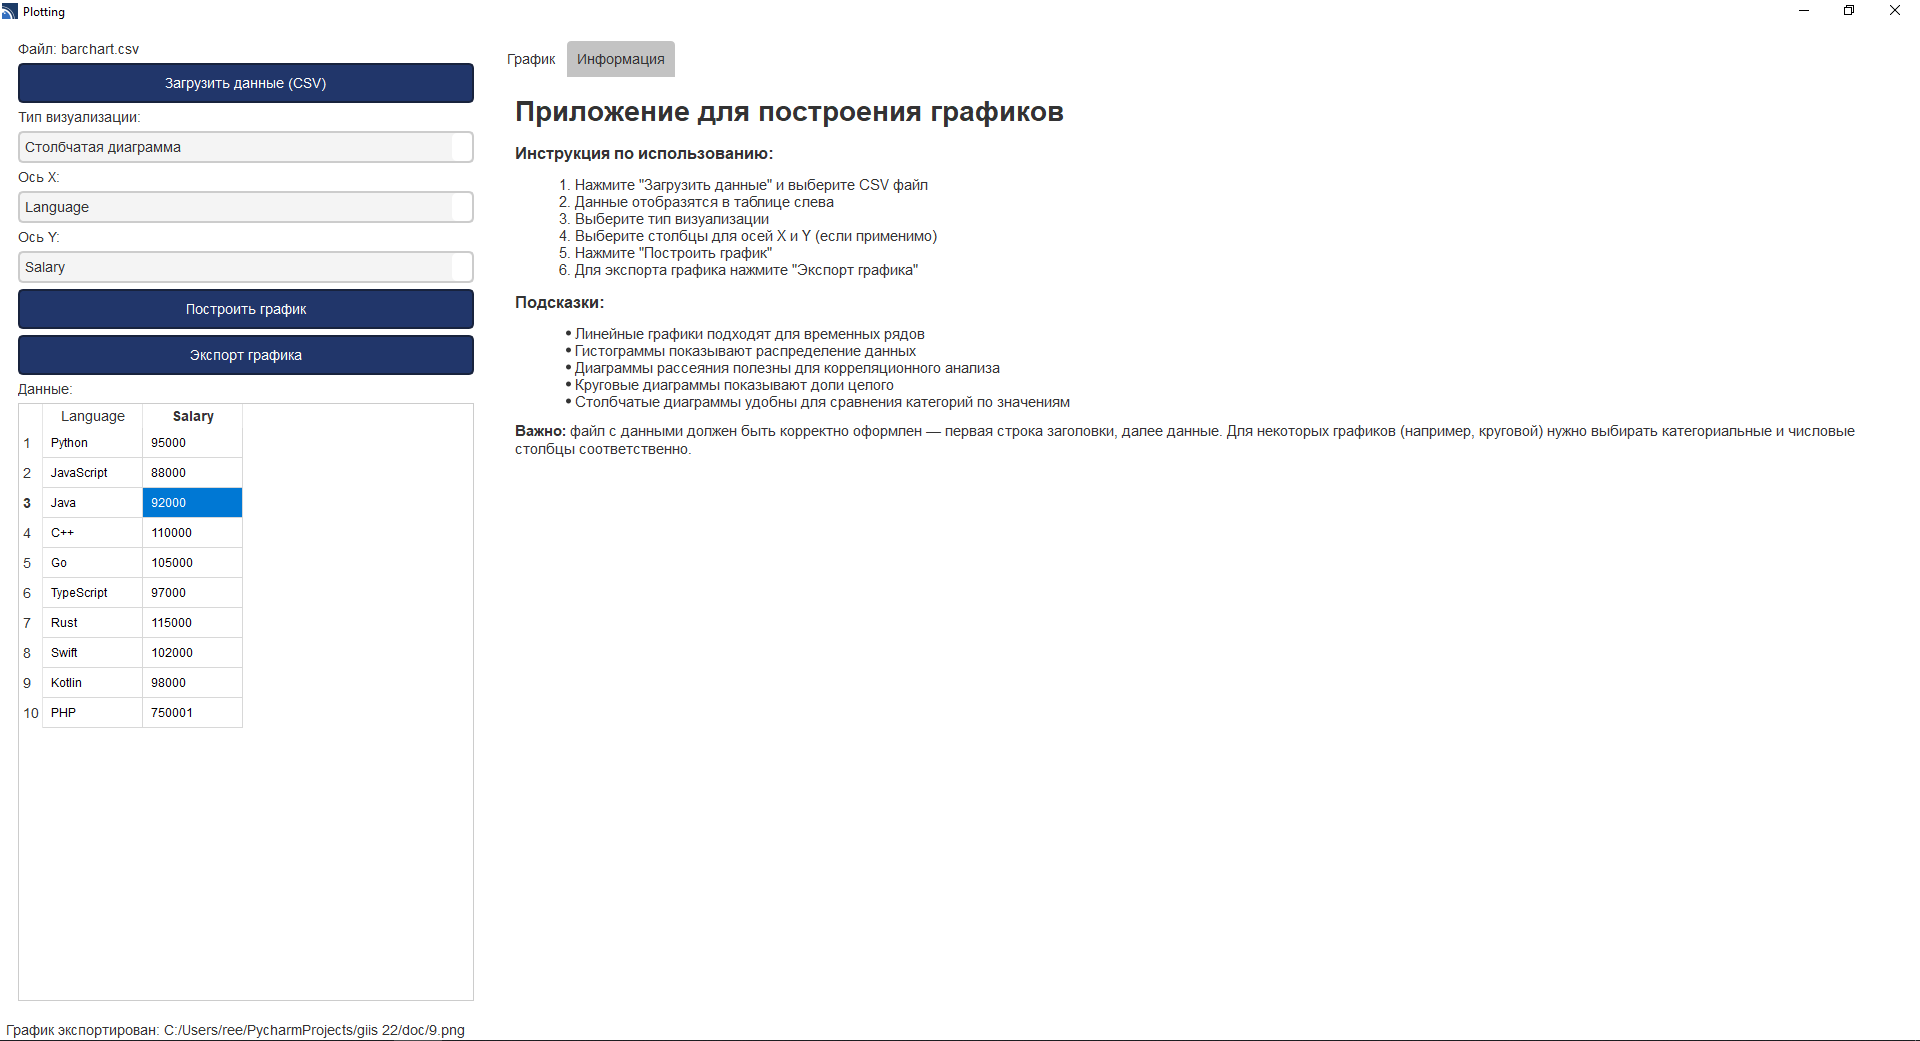 Plotting
Файл: barchart.csv
Загрузить данные (CSV)
Тип визуализации:
Столбчатая диаграмма
Ось X:
Language
Ось Y:
Salary
Построить график
Экспорт графика
Данные:
Language Salary
1 Python 95000
2 JavaScript 88000
3 Java 92000
4 C++ 110000
5 Go 105000
6 TypeScript 97000
7 Rust 115000
8 Swift 102000
9 Kotlin 98000
10 PHP 750001
График Информация
Приложение для построения графиков
Инструкция по использованию:
1. Нажмите "Загрузить данные" и выберите CSV файл
2. Данные отобразятся в таблице слева
3. Выберите тип визуализации
4. Выберите столбцы для осей X и Y (если применимо)
5. Нажмите "Построить график"
6. Для экспорта графика нажмите "Экспорт графика"
Подсказки:
• Линейные графики подходят для временных рядов
• Гистограммы показывают распределение данных
• Диаграммы рассеяния полезны для корреляционного анализа
• Круговые диаграммы показывают доли целого
• Столбчатые диаграммы удобны для сравнения категорий по значениям
Важно: файл с данными должен быть корректно оформлен — первая строка заголовки, далее данные. Для некоторых графиков (например, круговой) нужно выбирать категориальные и числовые
столбцы соответственно.
График экспортирован: C:/Users/ree/PycharmProjects/giis 22/doc/9.png